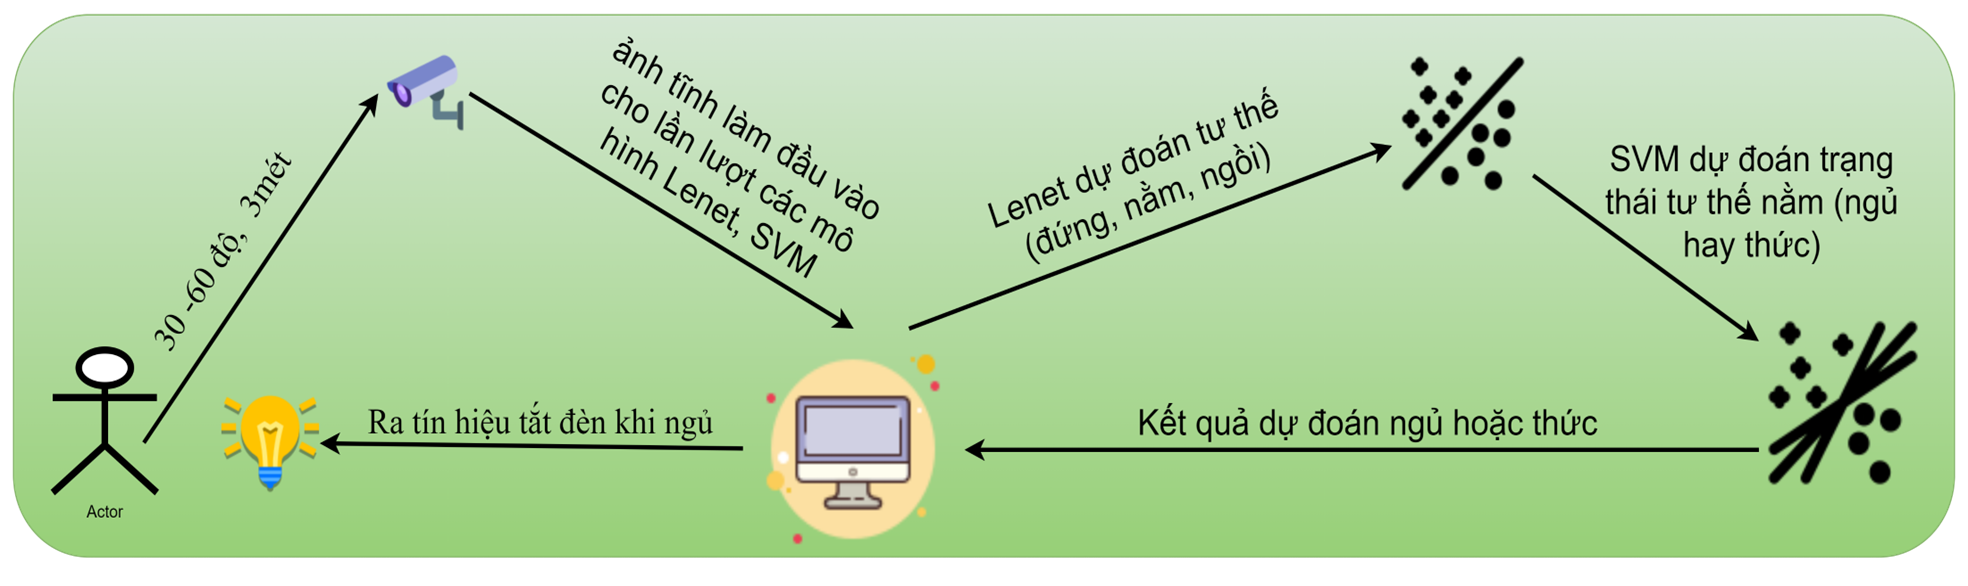 30 -60 độ, 3mét
ảnh tĩnh làm đầu vào
cho lần lượt các mô
hình Lenet, SVM
Lenet dự đoán tư thế
(đứng, nằm, ngồi)
SVM dự đoán trạng
thái tư thế nằm (ngủ
hay thức)
Kết quả dự đoán ngủ hoặc thức
Ra tín hiệu tắt đèn khi ngủ
Actor